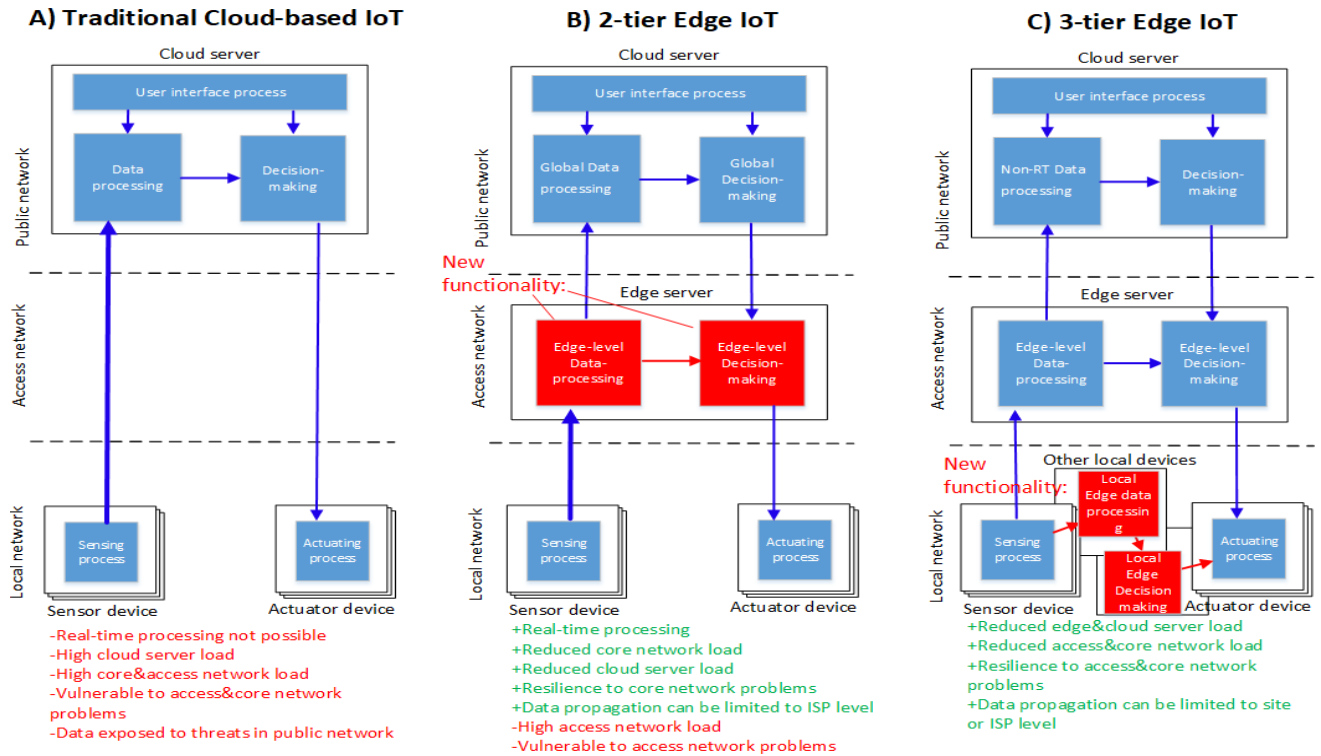 A) Traditional Cloud-based IoT
Cloud server
User interface process
Data
processing
Decision-
making
Public network
Access network
Local network
Sensing
process
Actuating
process
Sensor device
Actuator device
-Real-time processing not possible
-High cloud server load
-High core&access network load
-Vulnerable to access&core network
problems
-Data exposed to threats in public network
B) 2-tier Edge IoT
Cloud server
User interface process
Global Data
processing
Global
Decision-
making
Public network
New
functionality:
Edge server
Edge-level
Data-
processing
Edge-level
Decision-
making
Access network
Local network
Sensing
process
Actuating
process
Sensor device
Actuator device
+Real-time processing
+Reduced core network load
+Reduced cloud server load
+Resilience to core network problems
+Data propagation can be limited to ISP level
-High access network load
-Vulnerable to access network problems
C) 3-tier Edge IoT
Cloud server
User interface process
Non-RT Data
processing
Decision-
making
Public network
Edge server
Edge-level
Data-
processing
Edge-level
Decision-
making
Access network
New
functionality:
Other local devices
Local
Edge data
processin
g
Local
Edge
Decision
making
Local network
Sensing
process
Actuating
process
Sensor device
Actuator device
+Reduced edge&cloud server load
+Reduced access&core network load
+Resilience to access&core network
problems
+Data propagation can be limited to site
or ISP level